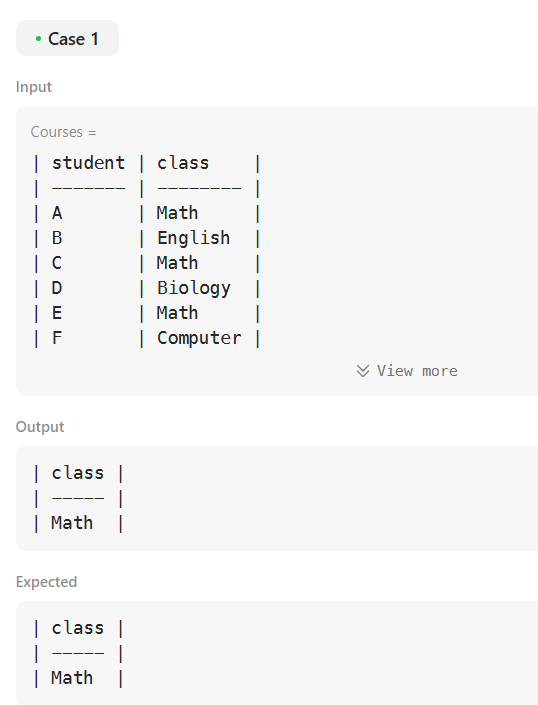 Case 1
Input
Courses =
| student | class    |
| ------- | -------- |
| A       | Math     |
| B       | English  |
| C       | Math     |
| D       | Biology  |
| E       | Math     |
| F       | Computer |
View more
Output
| class |
| ----- |
| Math  |
Expected
| class |
| ----- |
| Math  |